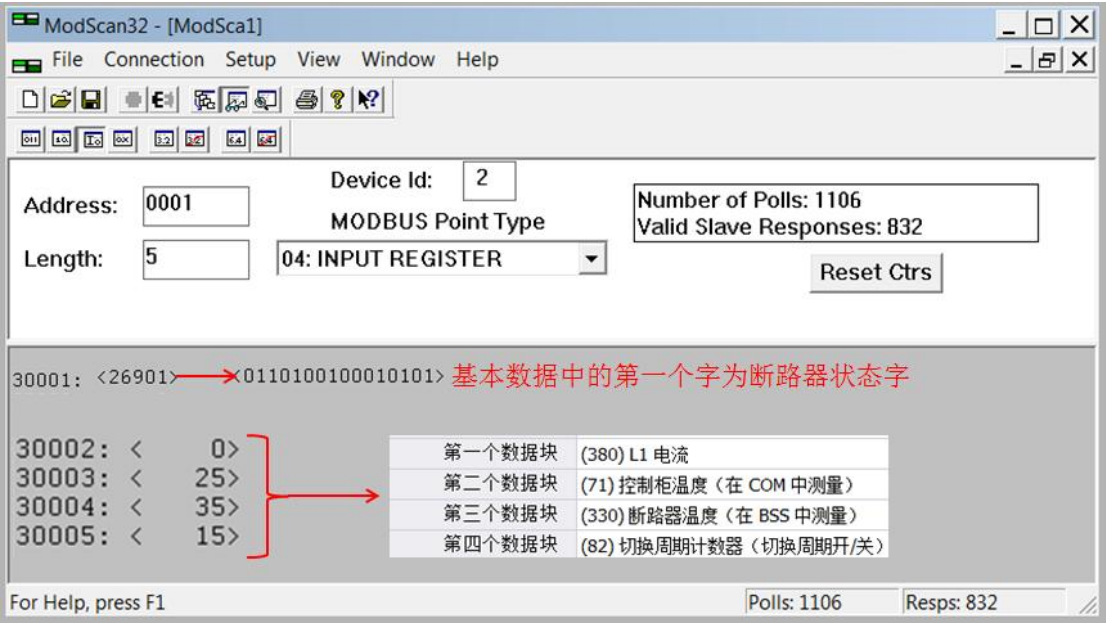 ModScan32 - [ModSca1]
File Connection Setup View Window Help
Device Id: 2
Address: 0001
MODBUS Point Type
Length: 5
04: INPUT REGISTER
Number of Polls: 1106
Valid Slave Responses: 832
Reset Ctrs
30001: <26901> <0110100100010101> 基本数据中的第一个字为断路器状态字
30002: < 0>
30003: < 25>
30004: < 35>
30005: < 15>
第一个数据块 (380) L1 电流
第二个数据块 (71) 控制柜温度（在 COM 中测量）
第三个数据块 (330) 断路器温度（在 BSS 中测量）
第四个数据块 (82) 切换周期计数器（切换周期开/关）
For Help, press F1
Polls: 1106
Resps: 832